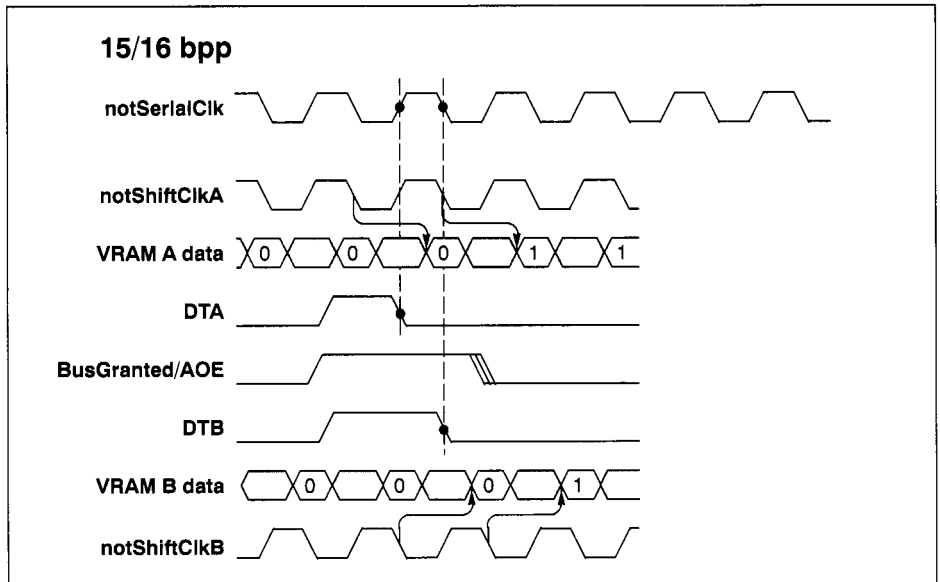 15/16 bpp
notSerialClk
notShiftClkA
VRAM A data 0 0 0 1 1
DTA
BusGranted/AOE
DTB
VRAM B data 0 0 0 1
notShiftClkB